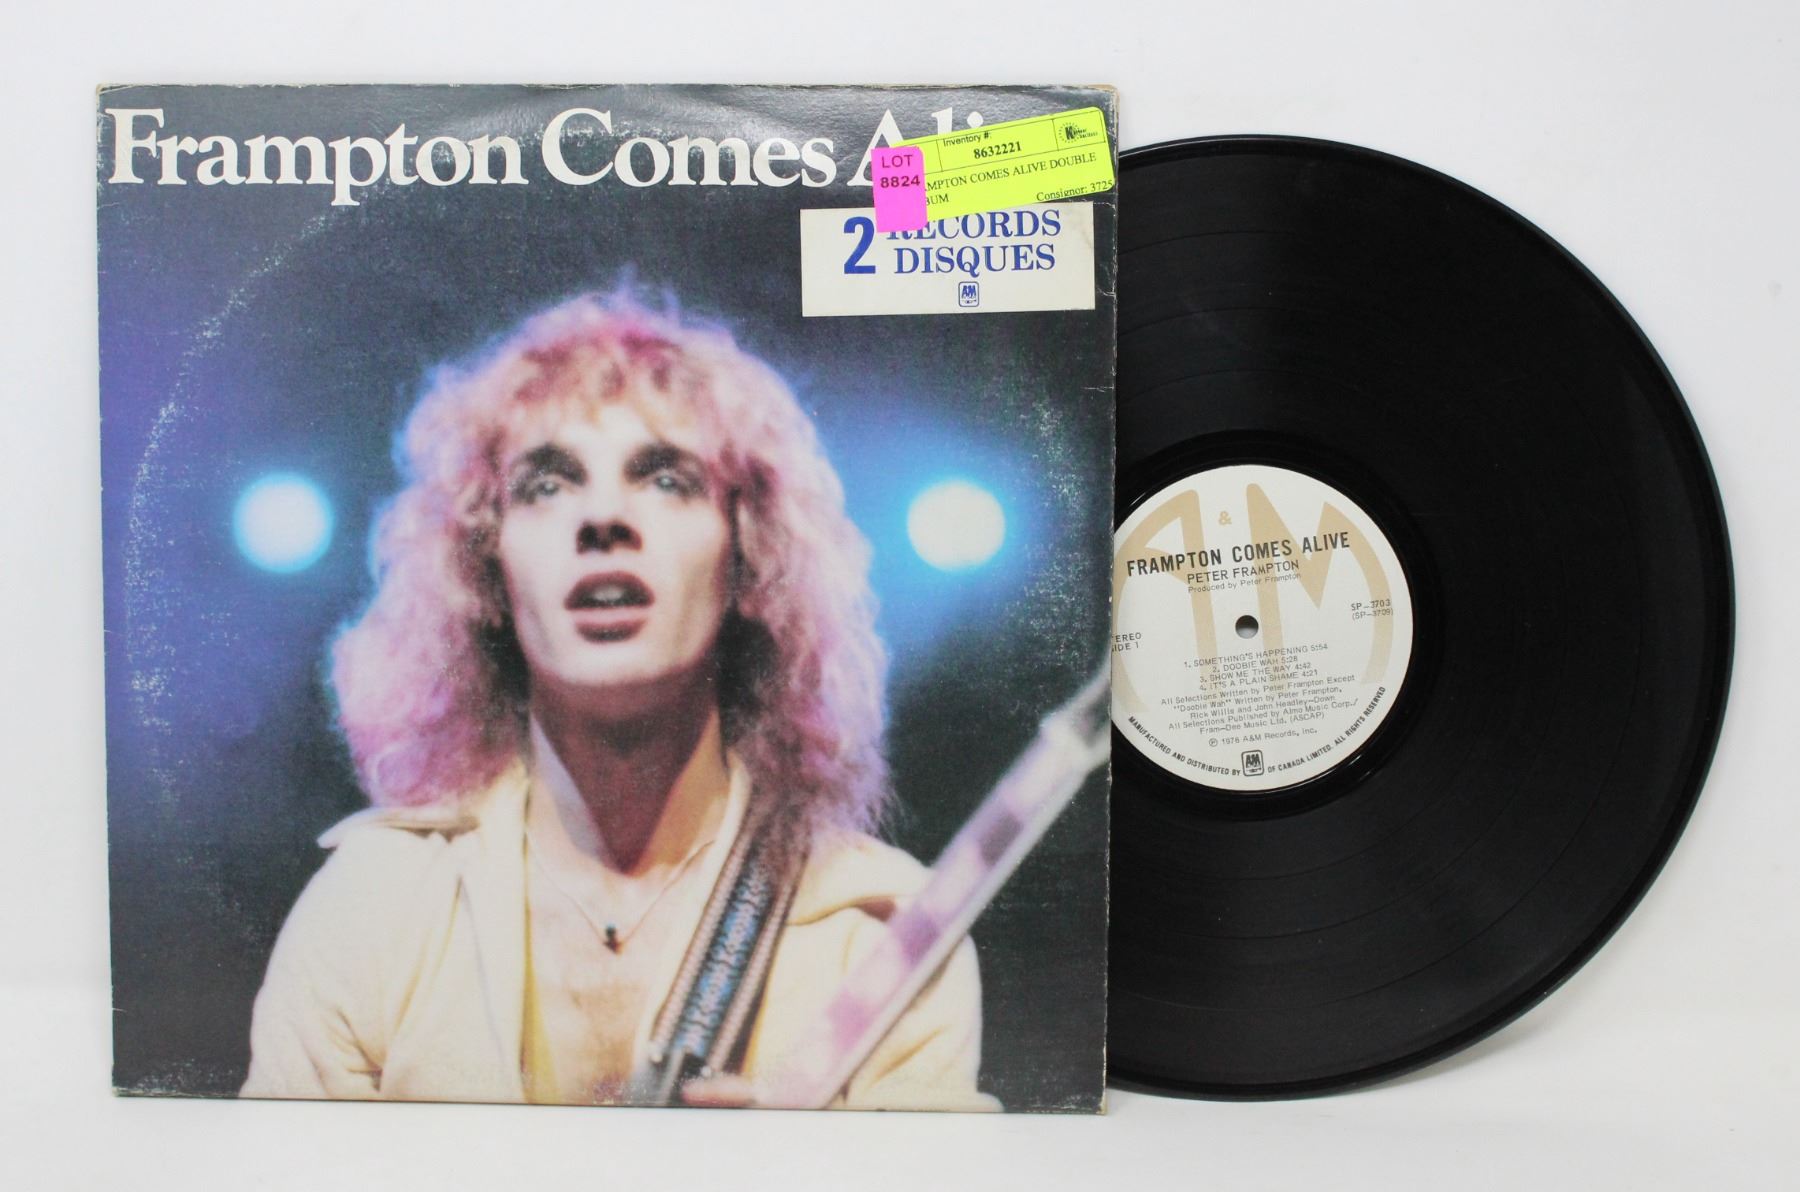 Frampton Comes Ali
LOT
8824
Inventory #:
8632221
AMPTON COMES ALIVE DOUBLE
BUM
Consignor: 3725
2 RECORDS
DISQUES
A&M
&
FRAMPTON COMES ALIVE
PETER FRAMPTON
Produced by Peter Frampton
SP-3703
(SP-3709)
TEREO
IDE 1
1. SOMETHING'S HAPPENING 5:54
2. DOOBIE WAH 5:28
3. SHOW ME THE WAY 4:42
4. IT'S A PLAIN SHAME 4:21
All Selections Written by Peter Frampton Except
"Doobie Wah" Written by Peter Frampton,
Rick Willis and John Headley-Down
All Selections Published by Almo Music Corp./
Fram-Dee Music Ltd. (ASCAP)
℗ 1976 A&M Records, Inc.
MANUFACTURED AND DISTRIBUTED BY A&M OF CANADA LIMITED. ALL RIGHTS RESERVED